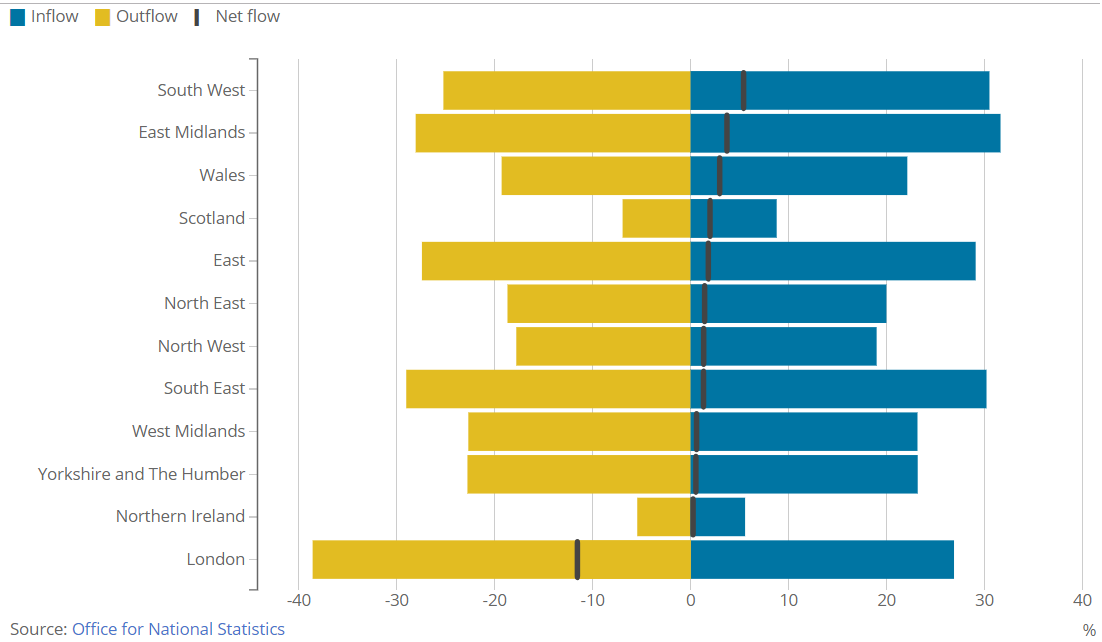 Inflow Outflow Net flow
South West
East Midlands
Wales
Scotland
East
North East
North West
South East
West Midlands
Yorkshire and The Humber
Northern Ireland
London
-40 -30 -20 -10 0 10 20 30 40
%
Source: Office for National Statistics